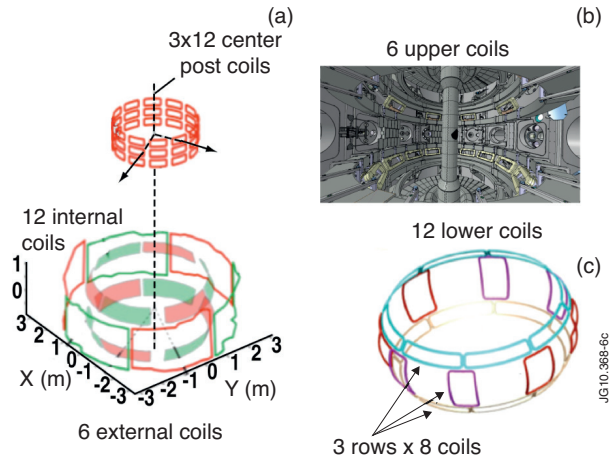 (a)
3x12 center
post coils
12 internal
coils
1
0
3
2
1
0
-1
-2
-3
X (m)
-3
-2
-1
0
1
2
3
Y (m)
6 external coils
(b)
6 upper coils
12 lower coils
(c)
3 rows x 8 coils
JG10.368-6c